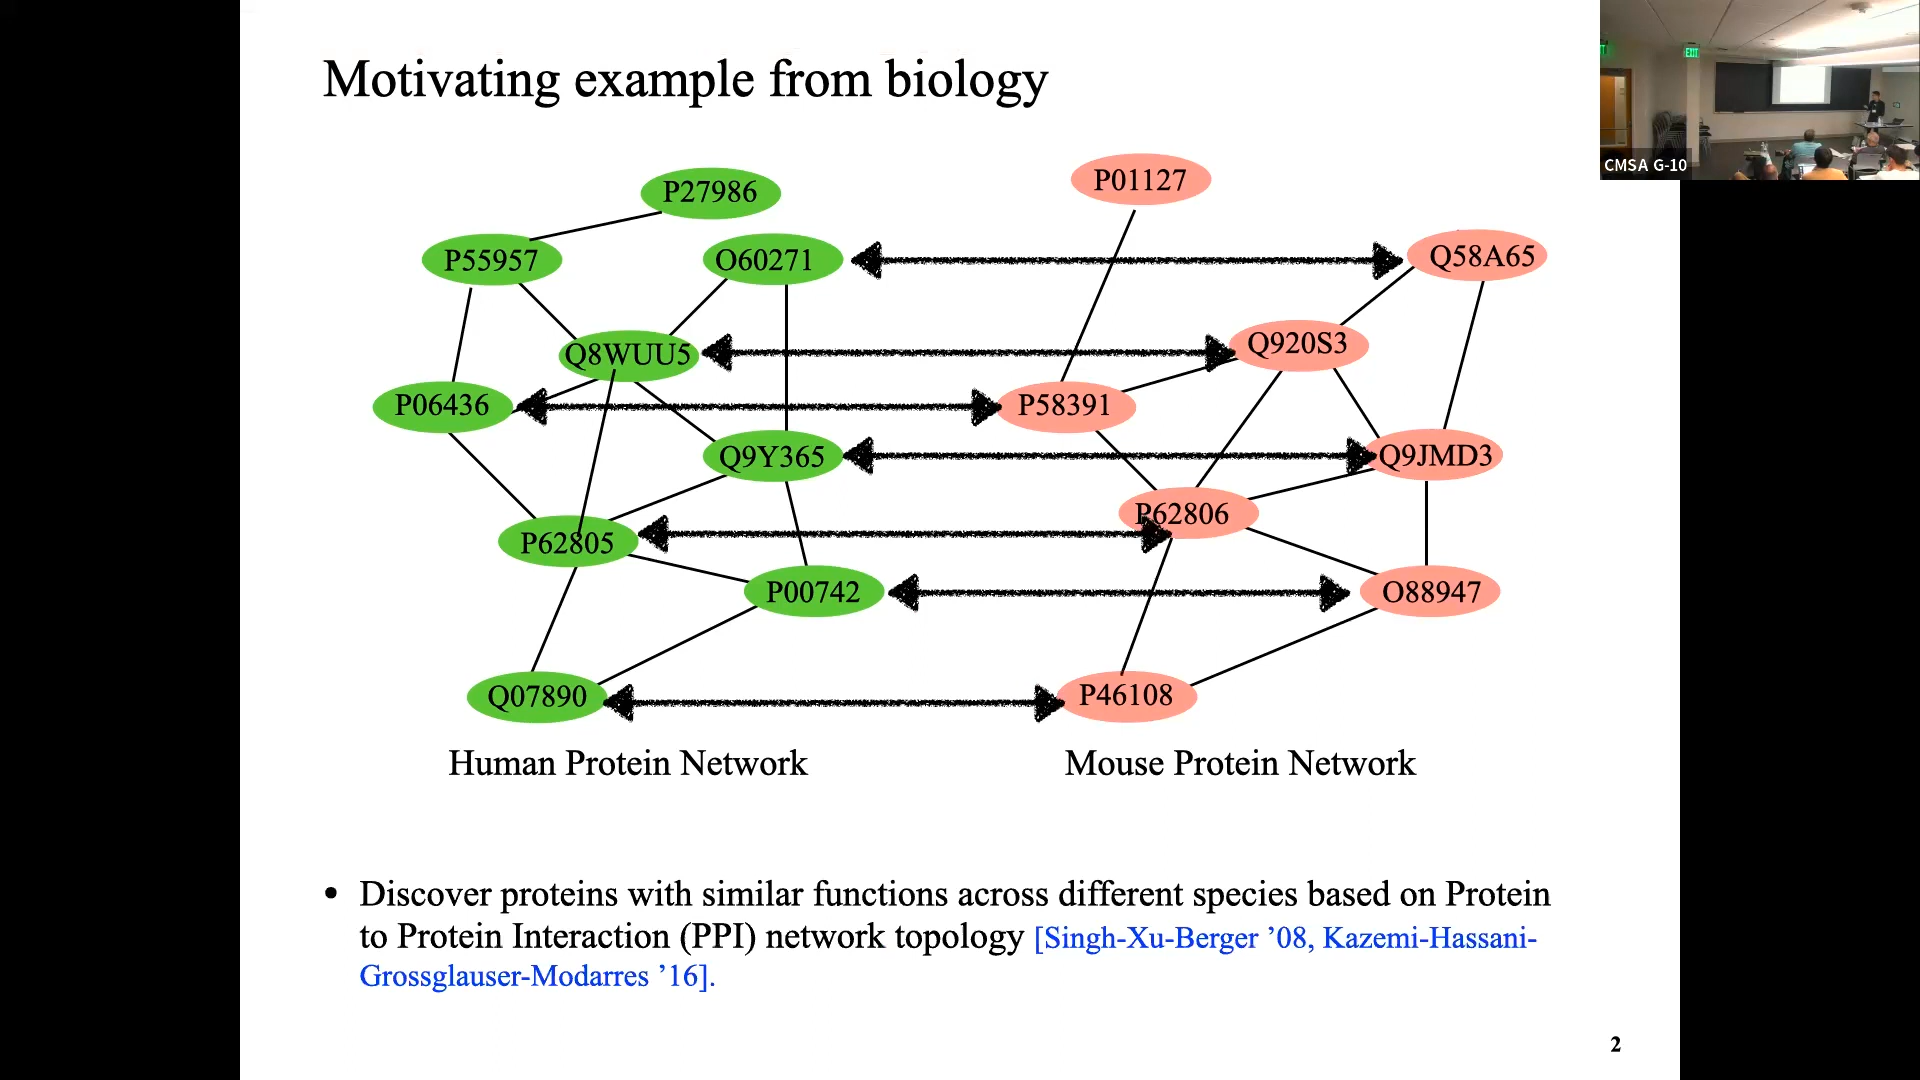 Motivating example from biology
EXIT
CMSA G-10
P27986
P01127
P55957
O60271
Q58A65
Q8WUU5
Q920S3
P06436
P58391
Q9Y365
Q9JMD3
P62805
P62806
P00742
O88947
Q07890
P46108
Human Protein Network
Mouse Protein Network
• Discover proteins with similar functions across different species based on Protein
to Protein Interaction (PPI) network topology [Singh-Xu-Berger ’08, Kazemi-Hassani-
Grossglauser-Modarres ’16].
2